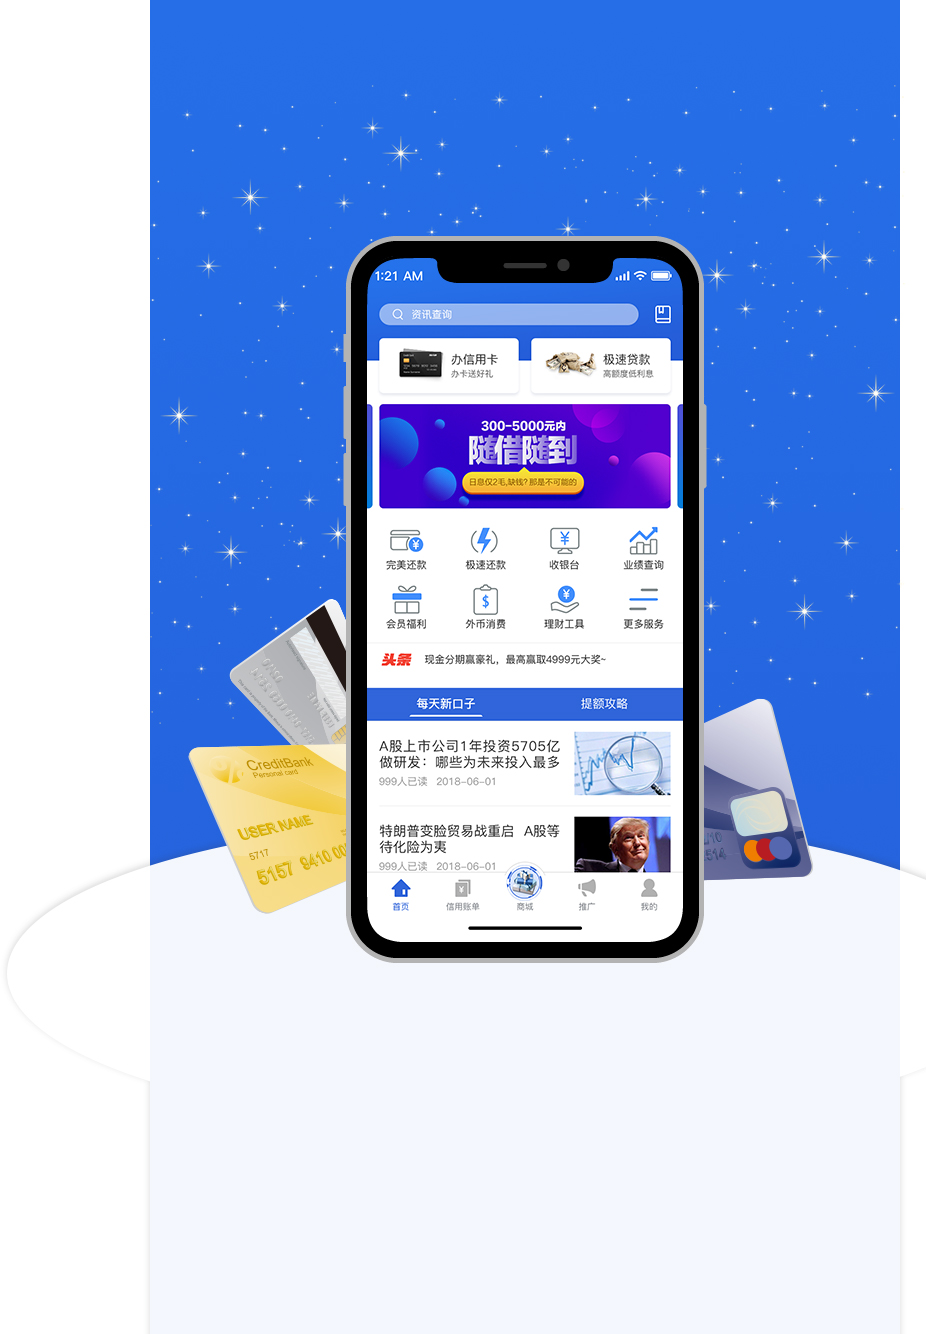 1:21 AM
资讯查询
办信用卡
办卡送好礼
极速贷款
高额度低利息
300-5000元内
随借随到
日息仅2毛,缺钱? 那是不可能的
完美还款
极速还款
收银台
业绩查询
会员福利
外币消费
理财工具
更多服务
头条
现金分期赢豪礼，最高赢取4999元大奖~
每天新口子
提额攻略
A股上市公司1年投资5705亿
做研发：哪些为未来投入最多
999人已读 2018-06-01
特朗普变脸贸易战重启 A股等
待化险为夷
999人已读 2018-06-01
首页
信用账单
商城
推广
我的
CreditBank
Personal card
USER NAME
5717
5157 9410 00